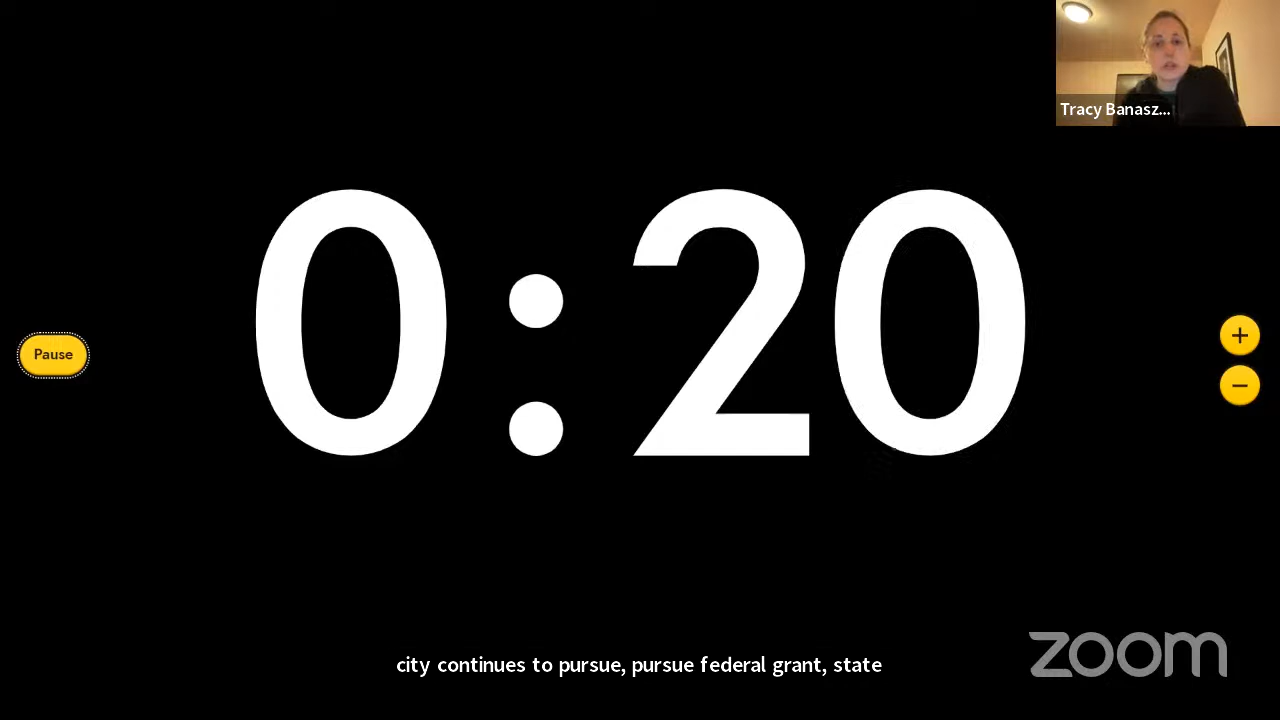 Tracy Banasz...
0:20
Pause
+
−
city continues to pursue, pursue federal grant, state
zoom